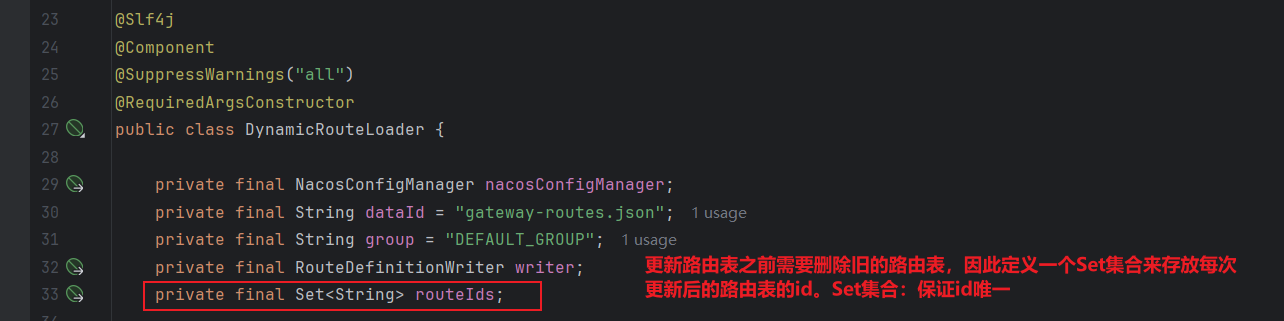 23 @Slf4j
24 @Component
25 @SuppressWarnings("all")
26 @RequiredArgsConstructor
27 public class DynamicRouteLoader {
28
29 private final NacosConfigManager nacosConfigManager;
30 private final String dataId = "gateway-routes.json"; 1 usage
31 private final String group = "DEFAULT_GROUP"; 1 usage
32 private final RouteDefinitionWriter writer;
33 private final Set<String> routeIds;
更新路由表之前需要删除旧的路由表，因此定义一个Set集合来存放每次
更新后的路由表的id。Set集合：保证id唯一